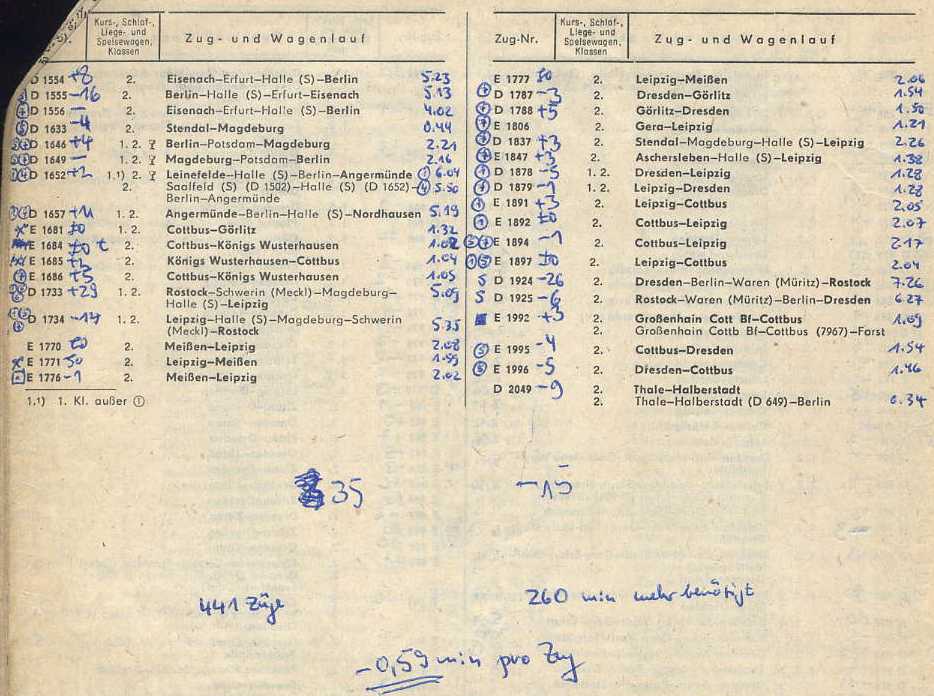 Kurs-, Schlaf-, Liege- und Speisewagen, Klassen
Zug- und Wagenlauf
D 1554 +8 2. Eisenach–Erfurt–Halle (S)–Berlin 5.23
D 1555 –16 2. Berlin–Halle (S)–Erfurt–Eisenach 5.13
D 1556 – 2. Eisenach–Erfurt–Halle (S)–Berlin 4.02
D 1633 –4 2. Stendal–Magdeburg 0.44
D 1646 +4 1. 2. Berlin–Potsdam–Magdeburg 2.21
D 1649 – 1. 2. Magdeburg–Potsdam–Berlin 2.16
D 1652 +2 1.1) 2. Leinefelde–Halle (S)–Berlin–Angermünde ① 6.04
2. Saalfeld (S) (D 1502)–Halle (S) (D 1652)– ④ 5.50
Berlin–Angermünde
D 1657 1. 2. Angermünde–Berlin–Halle (S)–Nordhausen 5.19
E 1681 ±0 1. 2. Cottbus–Görlitz 1.32
E 1684 ±0 2. Cottbus–Königs Wusterhausen
E 1685 +2 2. Königs Wusterhausen–Cottbus 1.04
E 1686 +3 2. Cottbus–Königs Wusterhausen 1.05
D 1733 +29 1. 2. Rostock–Schwerin (Meckl)–Magdeburg–
Halle (S)–Leipzig 5.09
D 1734 1. 2. Leipzig–Halle (S)–Magdeburg–Schwerin
(Meckl)–Rostock 5.35
E 1770 ±0 2. Meißen–Leipzig 2.08
E 1771 2. Leipzig–Meißen
E 1776 –1 2. Meißen–Leipzig 2.02
1.1) 1. Kl. außer ①
35
Zug-Nr.
Kurs-, Schlaf-, Liege- und Speisewagen, Klassen
Zug- und Wagenlauf
E 1777 ±0 2. Leipzig–Meißen 2.06
D 1787 –3 2. Dresden–Görlitz 1.54
D 1788 +5 2. Görlitz–Dresden 1.50
E 1806 2. Gera–Leipzig 1.21
D 1837 +3 2. Stendal–Magdeburg–Halle (S)–Leipzig 2.26
E 1847 +3 2. Aschersleben–Halle (S)–Leipzig 1.38
D 1878 –5 1. 2. Dresden–Leipzig 1.28
D 1879 –1 1. 2. Leipzig–Dresden 1.28
E 1891 +3 2. Leipzig–Cottbus 2.05
E 1892 ±0 2. Cottbus–Leipzig 2.07
E 1894 –1 2. Cottbus–Leipzig 2.17
E 1897 ±0 2. Leipzig–Cottbus 2.04
S D 1924 –26 2. Dresden–Berlin–Waren (Müritz)–Rostock 7.26
S D 1925 –6 2. Rostock–Waren (Müritz)–Berlin–Dresden 6.27
E 1992 +3 2. Großenhain Cott Bf–Cottbus 1.09
2. Großenhain Cottb Bf–Cottbus (7967)–Forst
E 1995 –4 2. Cottbus–Dresden 1.54
E 1996 –5 2. Dresden–Cottbus 1.46
D 2049 –9 2. Thale–Halberstadt
2. Thale–Halberstadt (D 649)–Berlin 0.34
–15
441 Züge
260 min mehr benötigt
–0,59 min pro Zug